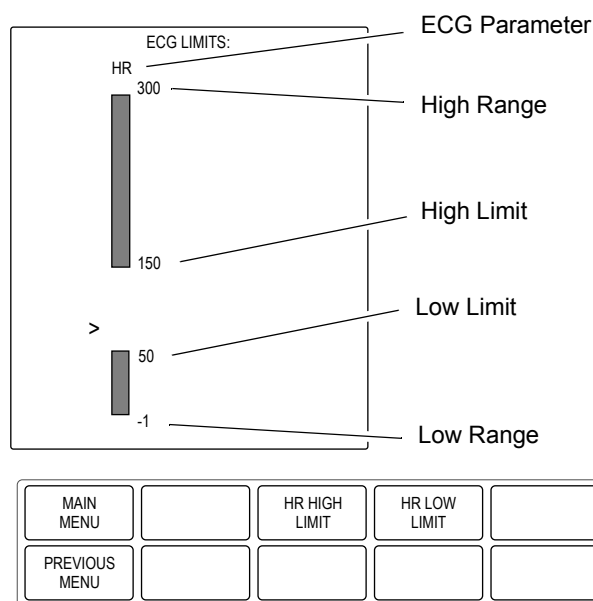 ECG Parameter
ECG LIMITS:
HR
300
High Range
High Limit
150
Low Limit
>
50
-1
Low Range
MAIN
MENU
HR HIGH
LIMIT
HR LOW
LIMIT
PREVIOUS
MENU